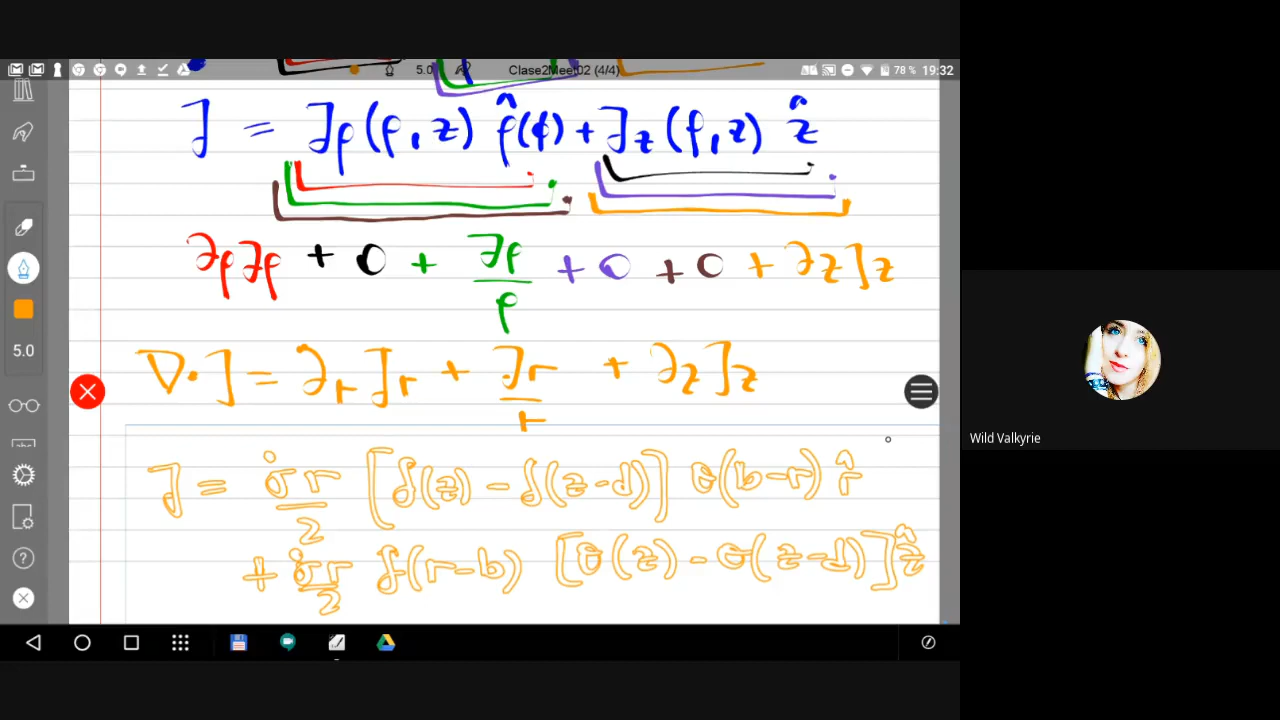 5.0 Clase2Meet02 (4/4) 78 % 19:32
J = Jρ(ρ,z) ρ̂(ϕ) + Jz(ρ,z) ẑ
∂ρJρ + 0 + Jρ/ρ + 0 + 0 + ∂zJz
5.0
∇·J = ∂rJr + Jr/r + ∂zJz
J = σ̇r/2 [δ(z) - δ(z-d)] Θ(b-r) r̂
+ σ̇r/2 δ(r-b) [Θ(z) - Θ(z-d)] ẑ
Wild Valkyrie